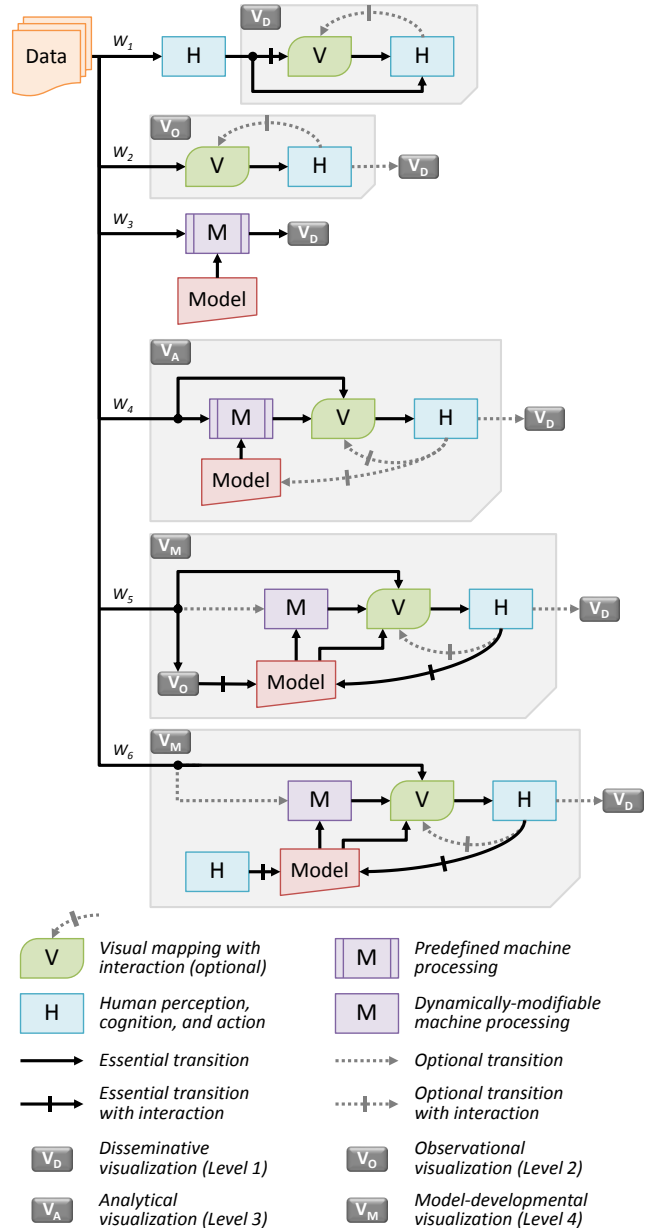 Data
W1
H
VD
V
H
W2
VO
V
H
VD
W3
M
VD
Model
VA
W4
M
V
H
VD
Model
VM
W5
M
V
H
VD
VO
Model
W6
VM
M
V
H
VD
H
Model
V
Visual mapping with
interaction (optional)
M
Predefined machine
processing
H
Human perception,
cognition, and action
M
Dynamically-modifiable
machine processing
Essential transition
Optional transition
Essential transition
with interaction
Optional transition
with interaction
VD
Disseminative
visualization (Level 1)
VO
Observational
visualization (Level 2)
VA
Analytical
visualization (Level 3)
VM
Model-developmental
visualization (Level 4)